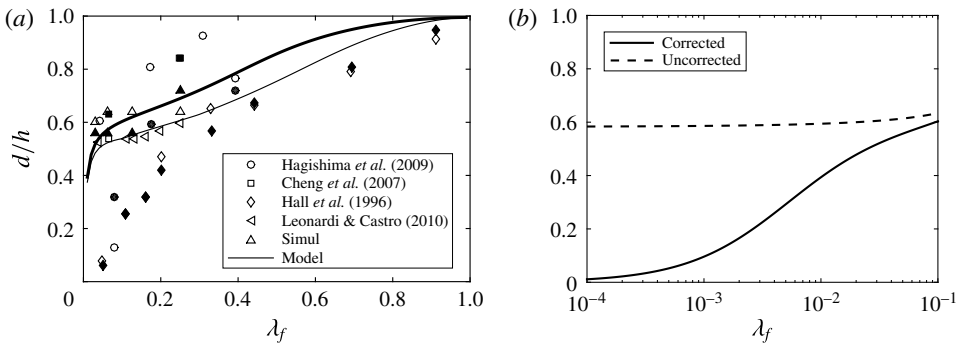 (a)
1.0
0.8
0.6
0.4
0.2
0
0.2
0.4
0.6
0.8
1.0
d/h
λf
Hagishima et al. (2009)
Cheng et al. (2007)
Hall et al. (1996)
Leonardi & Castro (2010)
Simul
Model
(b)
1.0
0.8
0.6
0.4
0.2
0
10−4
10−3
10−2
10−1
λf
Corrected
Uncorrected